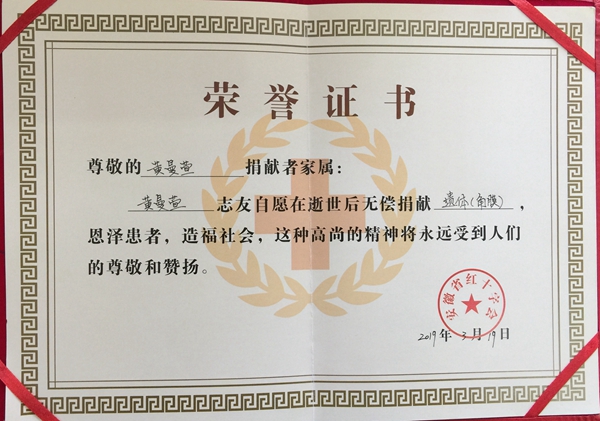 荣誉证书
尊敬的 黄曼莹 捐献者家属：
黄曼莹 志友自愿在逝世后无偿捐献 遗体(角膜)，
恩泽患者，造福社会，这种高尚的精神将永远受到人们
的尊敬和赞扬。
安徽省红十字会
2019年3月19日